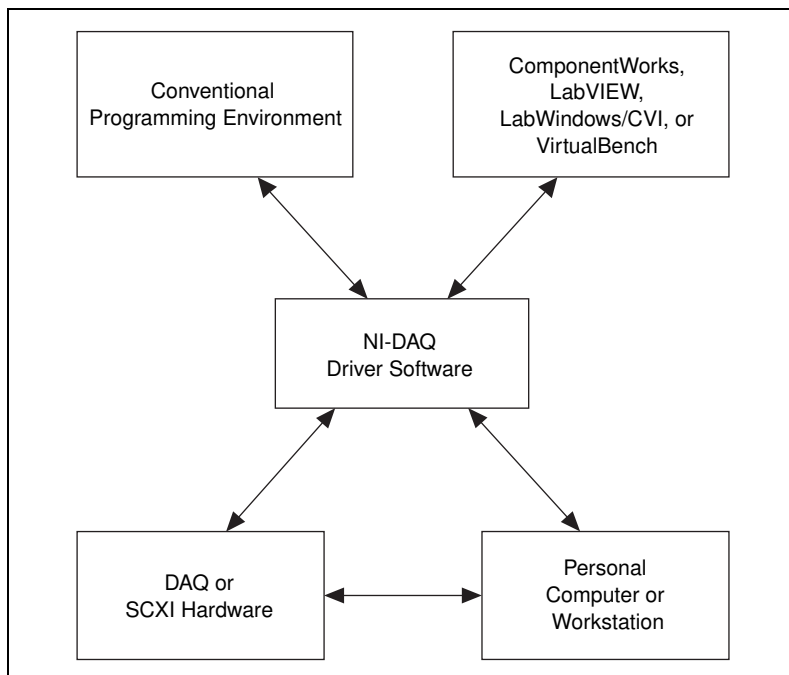 Conventional
Programming Environment
ComponentWorks,
LabVIEW,
LabWindows/CVI, or
VirtualBench
NI-DAQ
Driver Software
DAQ or
SCXI Hardware
Personal
Computer or
Workstation